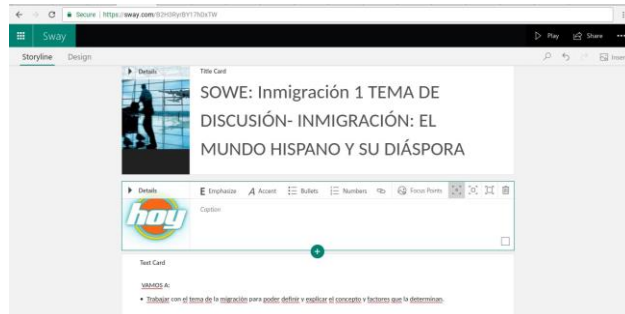 Secure https://sway.com/
Sway Play Share
Storyline Design
Details Title Card
SOWE: Inmigración 1 TEMA DE
DISCUSIÓN- INMIGRACIÓN: EL
MUNDO HISPANO Y SU DIÁSPORA
Details E Emphasize A Accent Bullets Numbers Focus Points
hoy Caption
Text Card
VAMOS A:
Trabajar con el tema de la migración para poder definir y explicar el concepto y factores que la determinan.